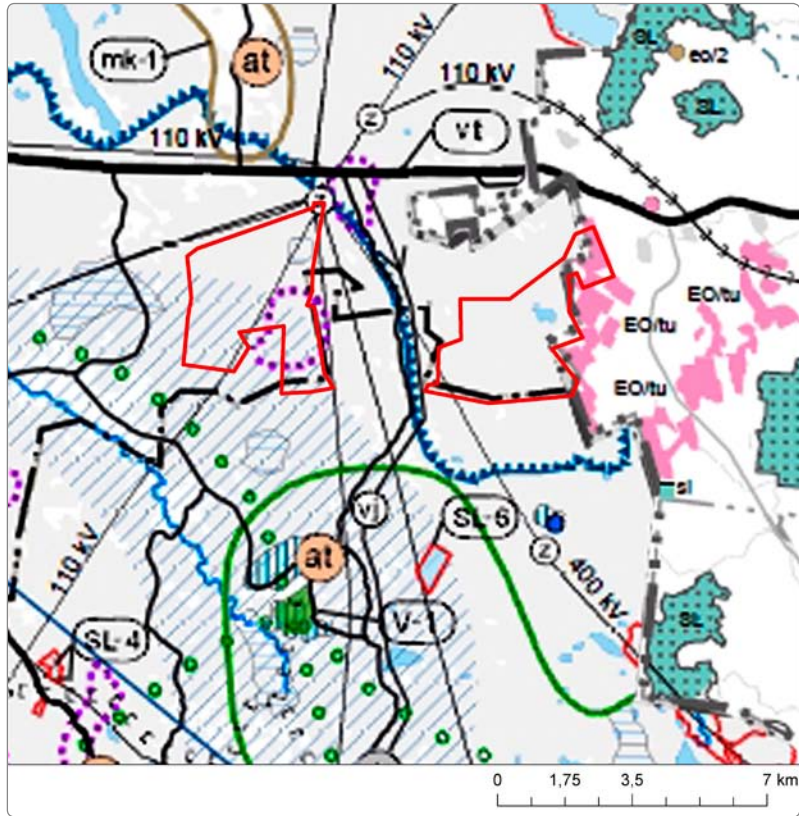 SL
mk-1
at
eo/2
110 kV
110 kV
z
SL
110 kV
vt
EO/tu
EO/tu
EO/tu
vj
SL-6
sl
at
z
110 kV
400 kV
V-1
SL
SL-4
0 1,75 3,5 7 km